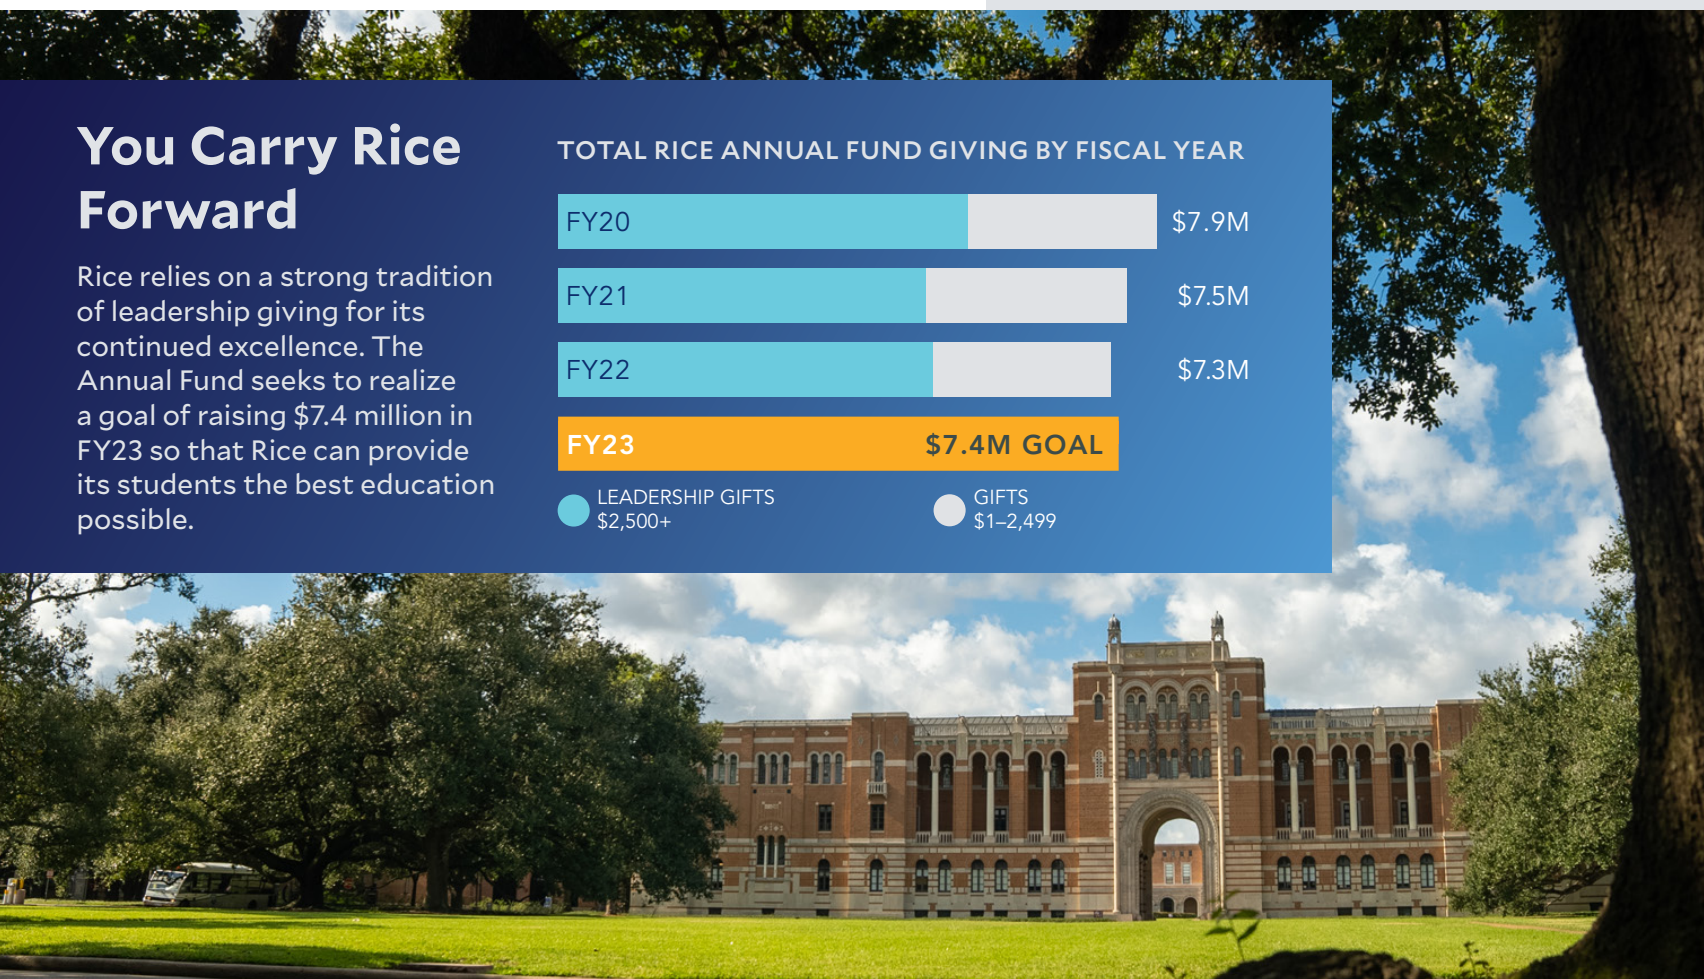 You Carry Rice
Forward
Rice relies on a strong tradition
of leadership giving for its
continued excellence. The
Annual Fund seeks to realize
a goal of raising $7.4 million in
FY23 so that Rice can provide
its students the best education
possible.
TOTAL RICE ANNUAL FUND GIVING BY FISCAL YEAR
FY20 $7.9M
FY21 $7.5M
FY22 $7.3M
FY23 $7.4M GOAL
LEADERSHIP GIFTS
$2,500+
GIFTS
$1–2,499